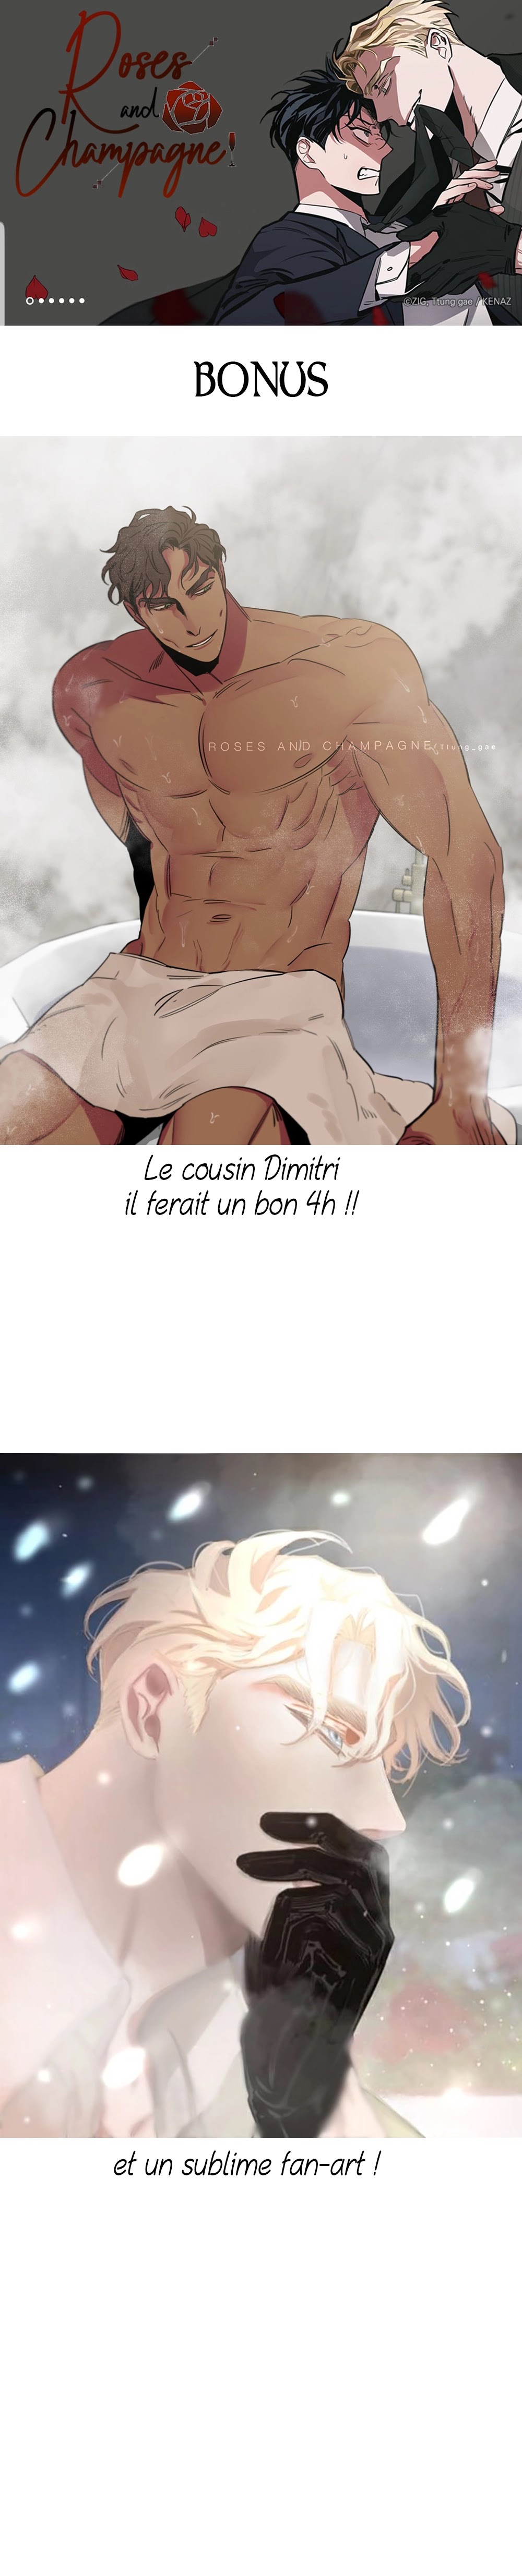 Roses
and
Champagne
©ZIG, Ttung gae / KENAZ
BONUS
ROSES AND CHAMPAGNE/Ttung_gae
Le cousin Dimitri
il ferait un bon 4h !!
et un sublime fan-art !